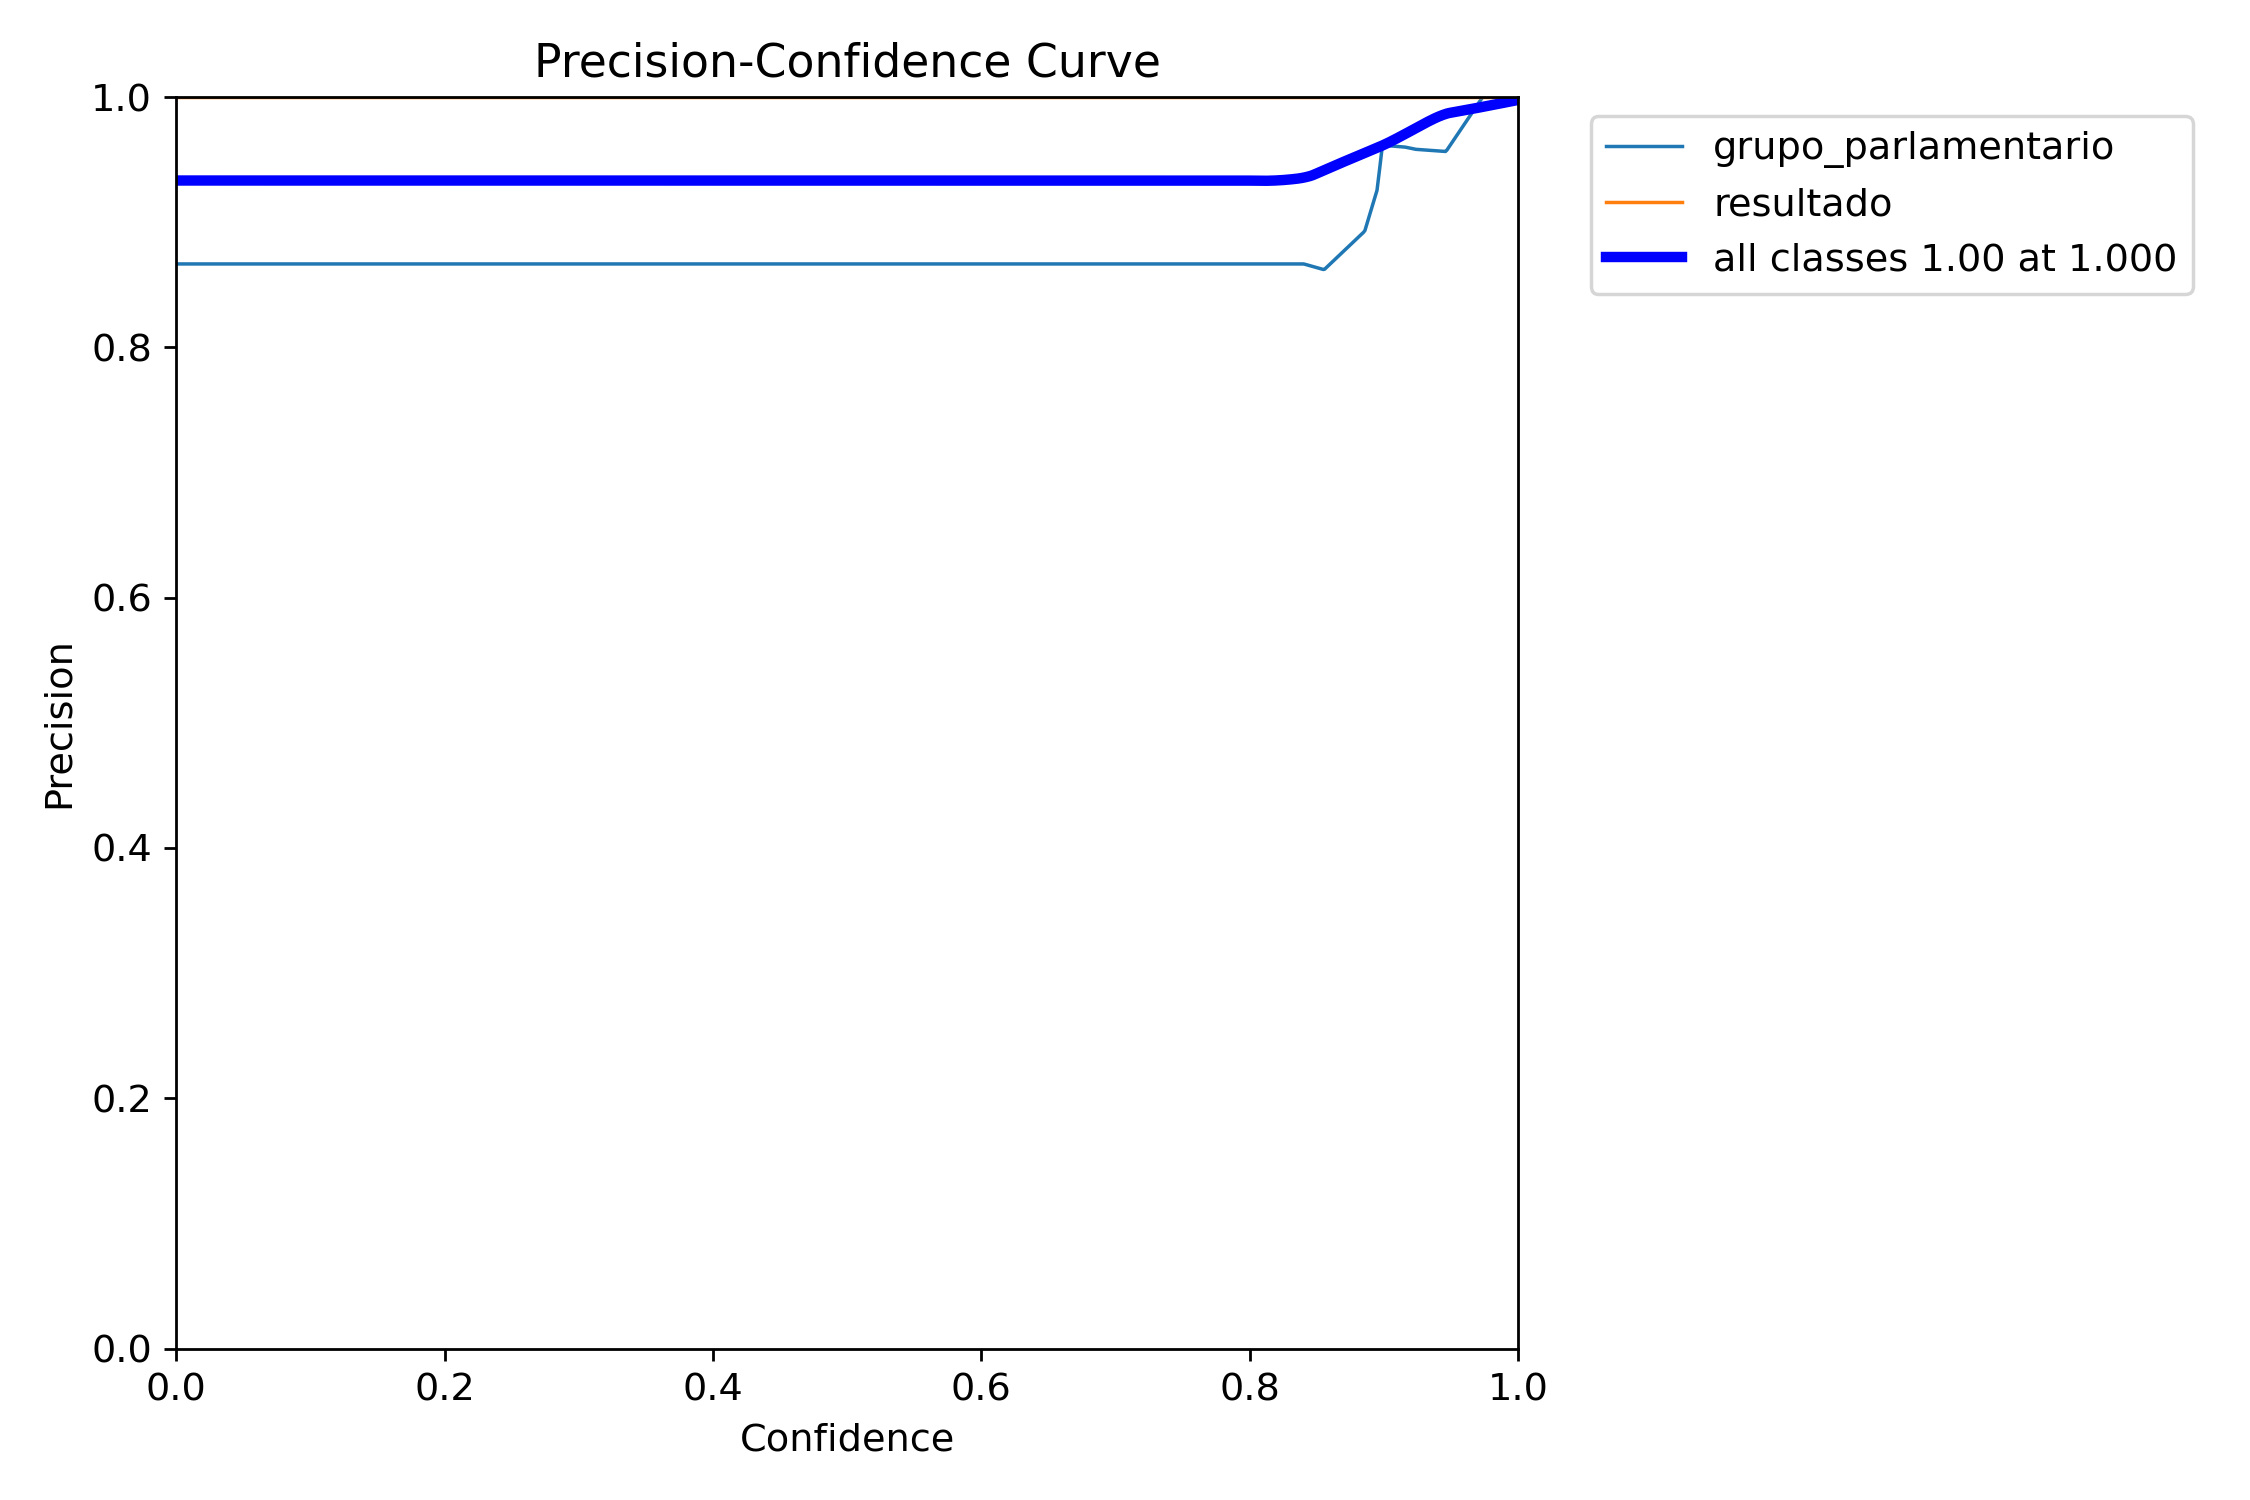 Precision-Confidence Curve
1.0
0.8
0.6
0.4
0.2
0.0
Precision
0.0 0.2 0.4 0.6 0.8 1.0
Confidence
grupo_parlamentario
resultado
all classes 1.00 at 1.000